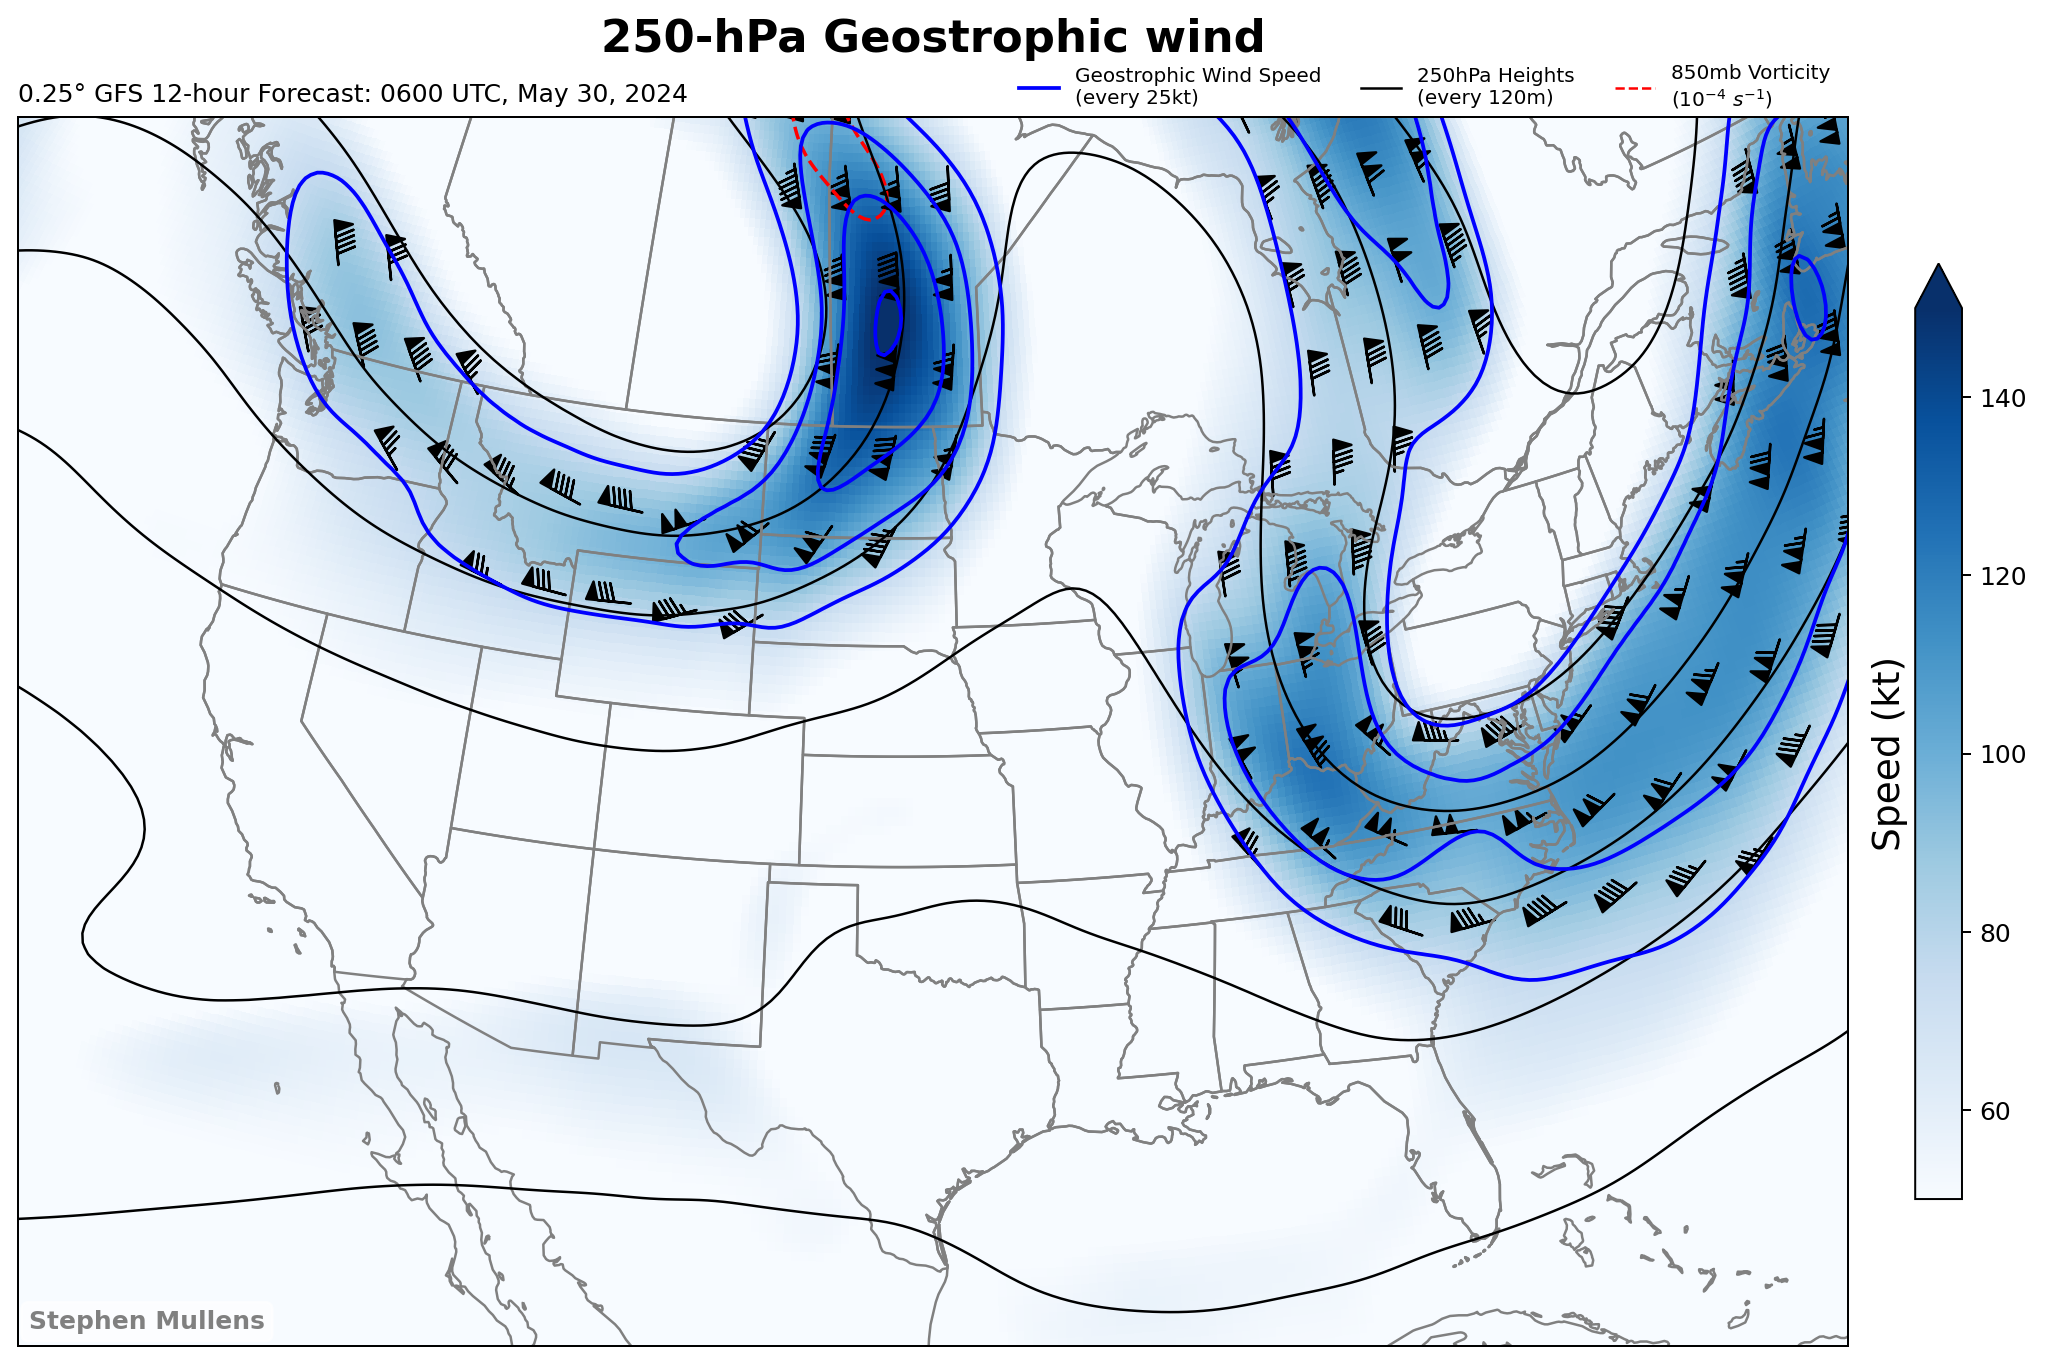 250-hPa Geostrophic wind
0.25° GFS 12-hour Forecast: 0600 UTC, May 30, 2024
Geostrophic Wind Speed
(every 25kt)
250hPa Heights
(every 120m)
850mb Vorticity
(10⁻⁴ s⁻¹)
140
120
100
80
60
Speed (kt)
Stephen Mullens